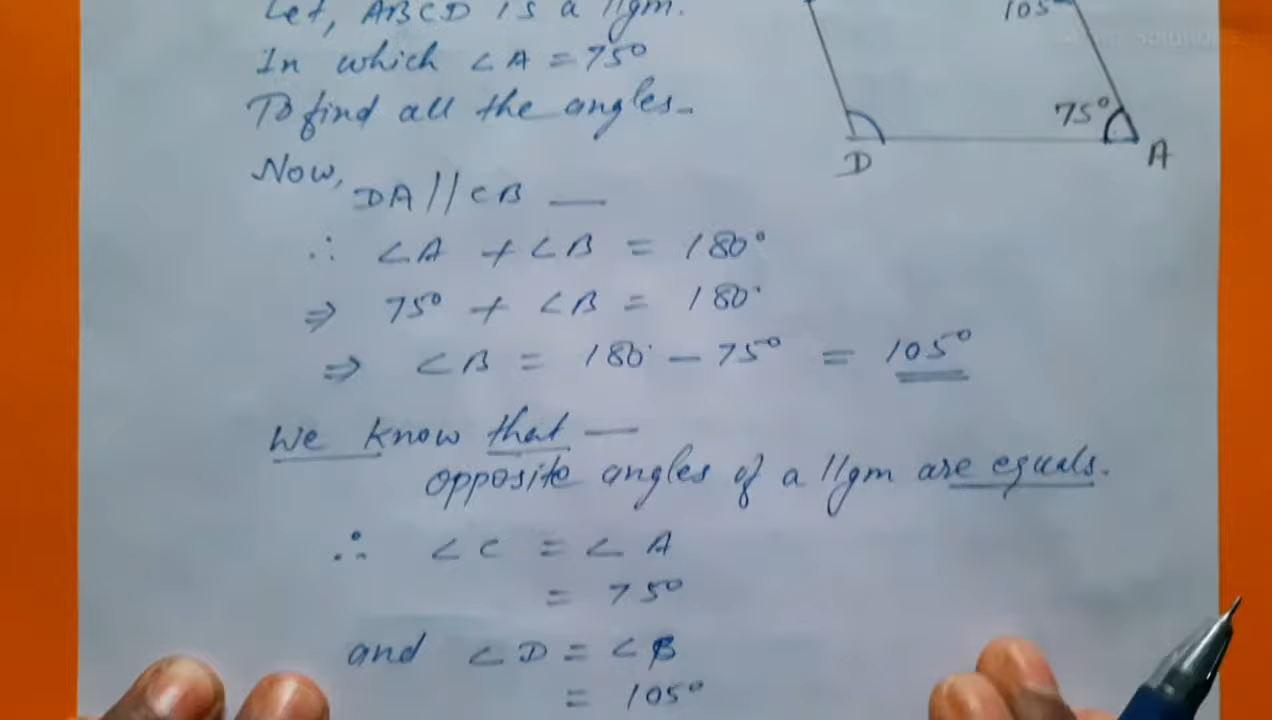 Let, ABCD is a //gm.
In which ∠A = 75°
To find all the angles.
Now,
DA // CB —
∴ ∠A + ∠B = 180°
⇒ 75° + ∠B = 180°
⇒ ∠B = 180° - 75° = 105°
We know that —
opposite angles of a //gm are equals.
∴ ∠C = ∠A
= 75°
and ∠D = ∠B
= 105°
105°
75°
D
A